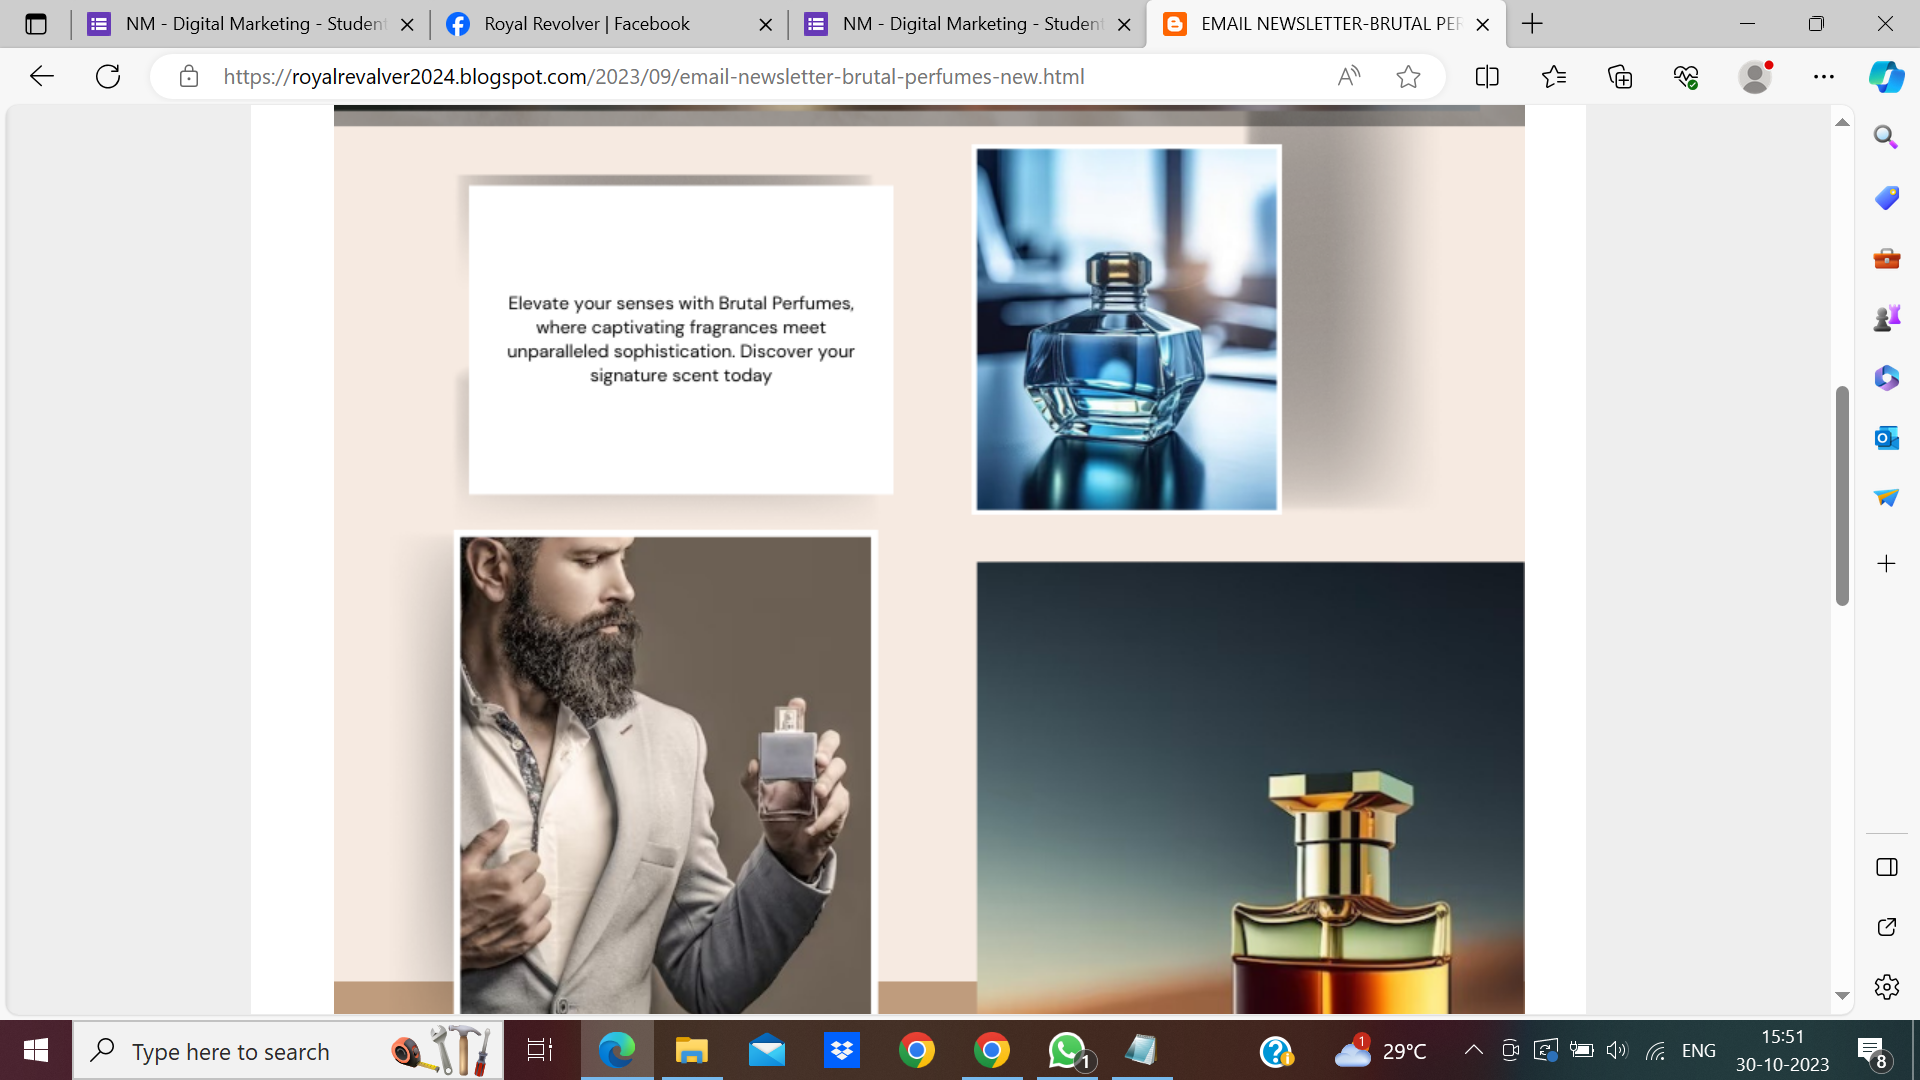 NM - Digital Marketing - Student
Royal Revolver | Facebook
NM - Digital Marketing - Student
EMAIL NEWSLETTER-BRUTAL PER
https://royalrevalver2024.blogspot.com/2023/09/email-newsletter-brutal-perfumes-new.html
Elevate your senses with Brutal Perfumes,
where captivating fragrances meet
unparalleled sophistication. Discover your
signature scent today
Type here to search
1
1
29°C
ENG
15:51
30-10-2023
8